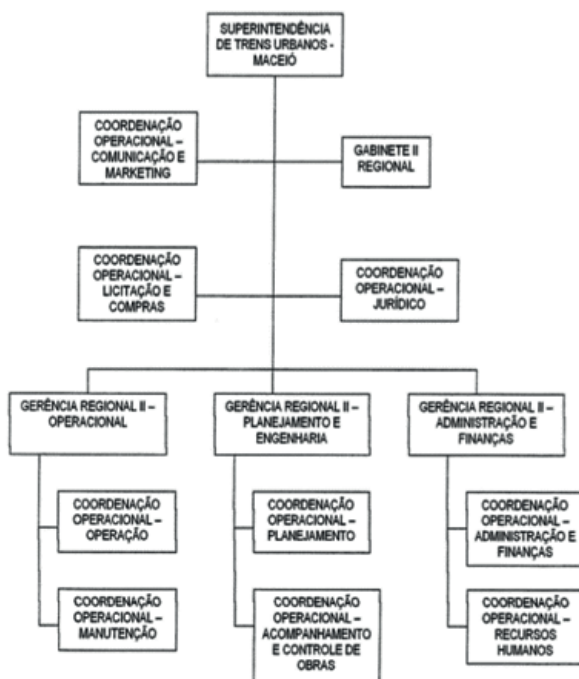 SUPERINTENDÊNCIA
DE TRENS URBANOS -
MACEIÓ
COORDENAÇÃO
OPERACIONAL –
COMUNICAÇÃO E
MARKETING
GABINETE II
REGIONAL
COORDENAÇÃO
OPERACIONAL –
LICITAÇÃO E
COMPRAS
COORDENAÇÃO
OPERACIONAL –
JURÍDICO
GERÊNCIA REGIONAL II –
OPERACIONAL
GERÊNCIA REGIONAL II –
PLANEJAMENTO E
ENGENHARIA
GERÊNCIA REGIONAL II –
ADMINISTRAÇÃO E
FINANÇAS
COORDENAÇÃO
OPERACIONAL –
OPERAÇÃO
COORDENAÇÃO
OPERACIONAL –
PLANEJAMENTO
COORDENAÇÃO
OPERACIONAL –
ADMINISTRAÇÃO E
FINANÇAS
COORDENAÇÃO
OPERACIONAL –
MANUTENÇÃO
COORDENAÇÃO
OPERACIONAL –
ACOMPANHAMENTO
E CONTROLE DE
OBRAS
COORDENAÇÃO
OPERACIONAL –
RECURSOS
HUMANOS